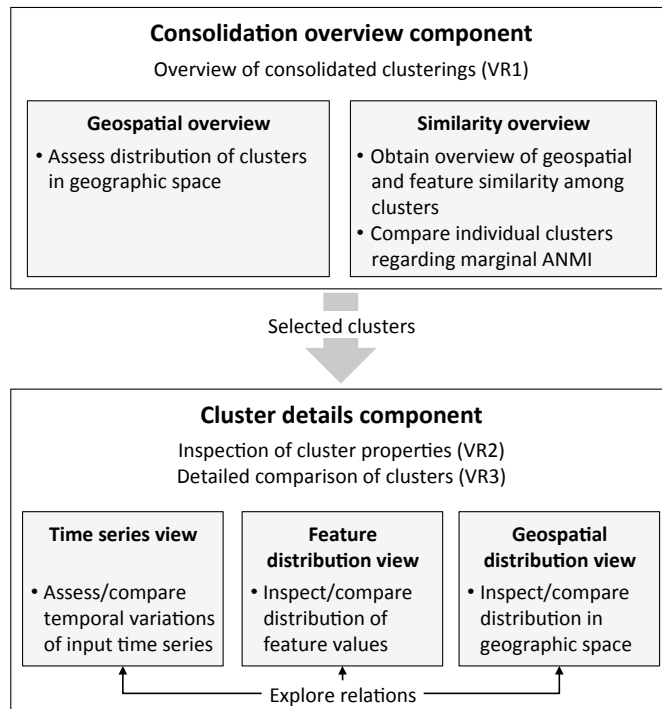 Consolidation overview component
Overview of consolidated clusterings (VR1)
Geospatial overview
• Assess distribution of clusters
in geographic space
Similarity overview
• Obtain overview of geospatial
and feature similarity among
clusters
• Compare individual clusters
regarding marginal ANMI
Selected clusters
Cluster details component
Inspection of cluster properties (VR2)
Detailed comparison of clusters (VR3)
Time series view
• Assess/compare
temporal variations
of input time series
Feature
distribution view
• Inspect/compare
distribution of
feature values
Geospatial
distribution view
• Inspect/compare
distribution in
geographic space
Explore relations